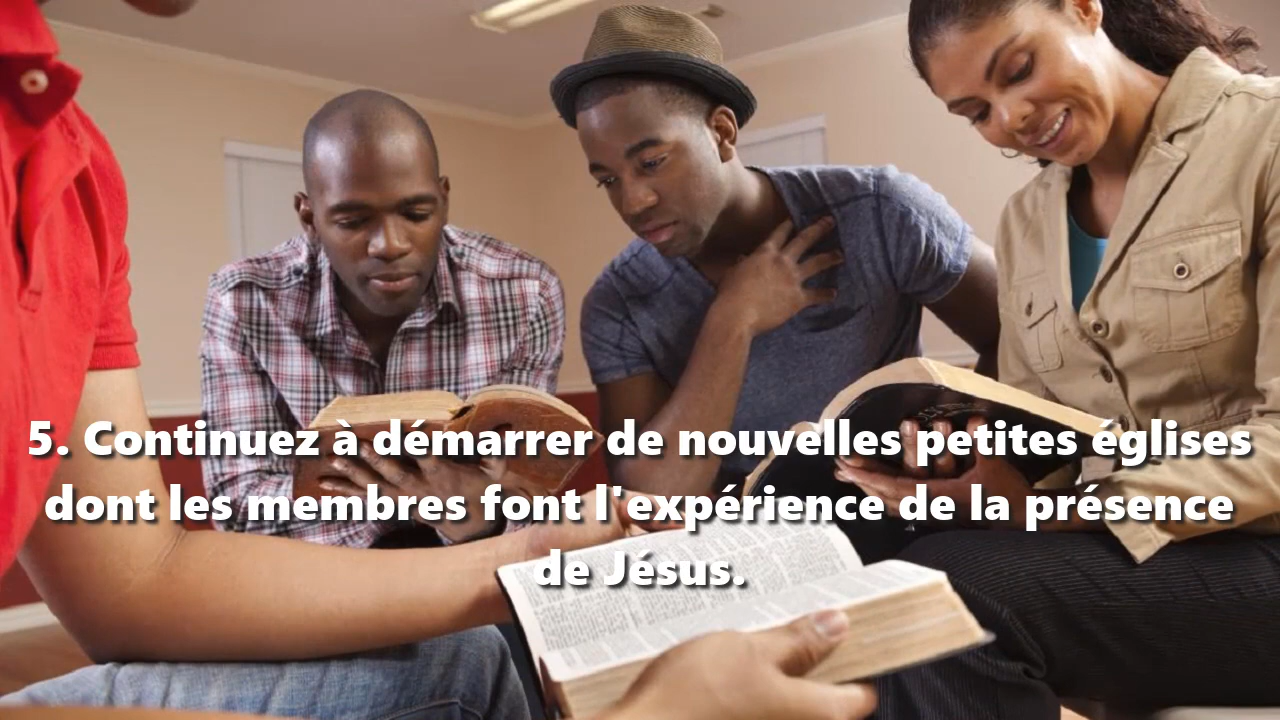 5. Continuez à démarrer de nouvelles petites églises
dont les membres font l'expérience de la présence
de Jésus.